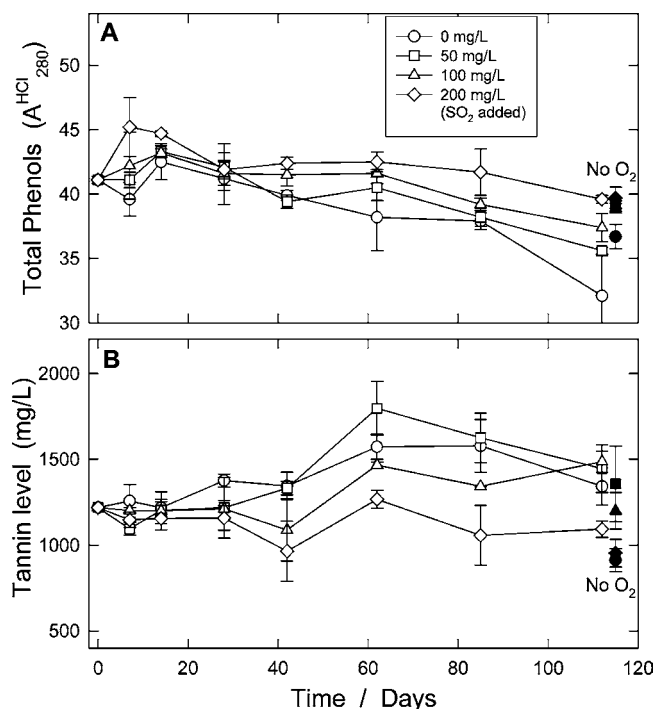 A
0 mg/L
50 mg/L
100 mg/L
200 mg/L
(SO₂ added)
No O₂
Total Phenols (A^HCl_280)
50
45
40
35
30
B
2000
1500
1000
500
No O₂
Tannin level (mg/L)
0 20 40 60 80 100 120
Time / Days